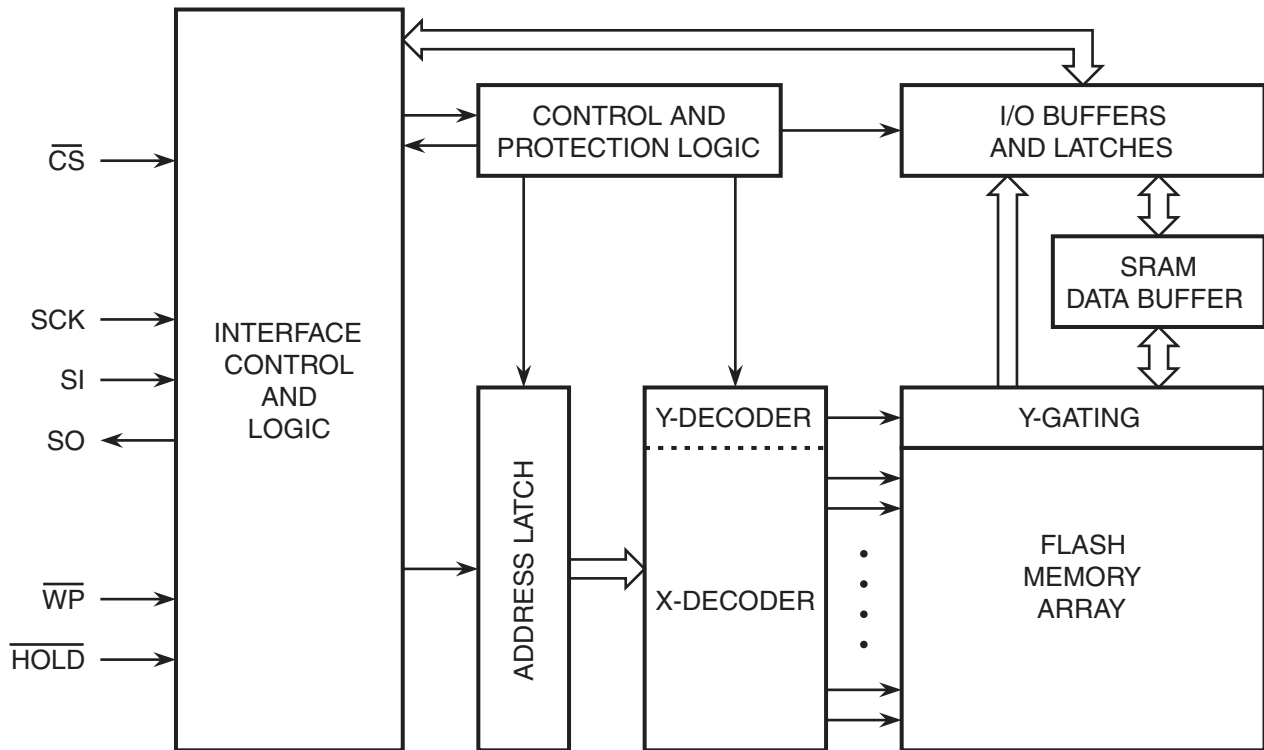 CS
SCK
SI
SO
WP
HOLD
INTERFACE
CONTROL
AND
LOGIC
CONTROL AND
PROTECTION LOGIC
I/O BUFFERS
AND LATCHES
SRAM
DATA BUFFER
ADDRESS LATCH
Y-DECODER
X-DECODER
Y-GATING
FLASH
MEMORY
ARRAY